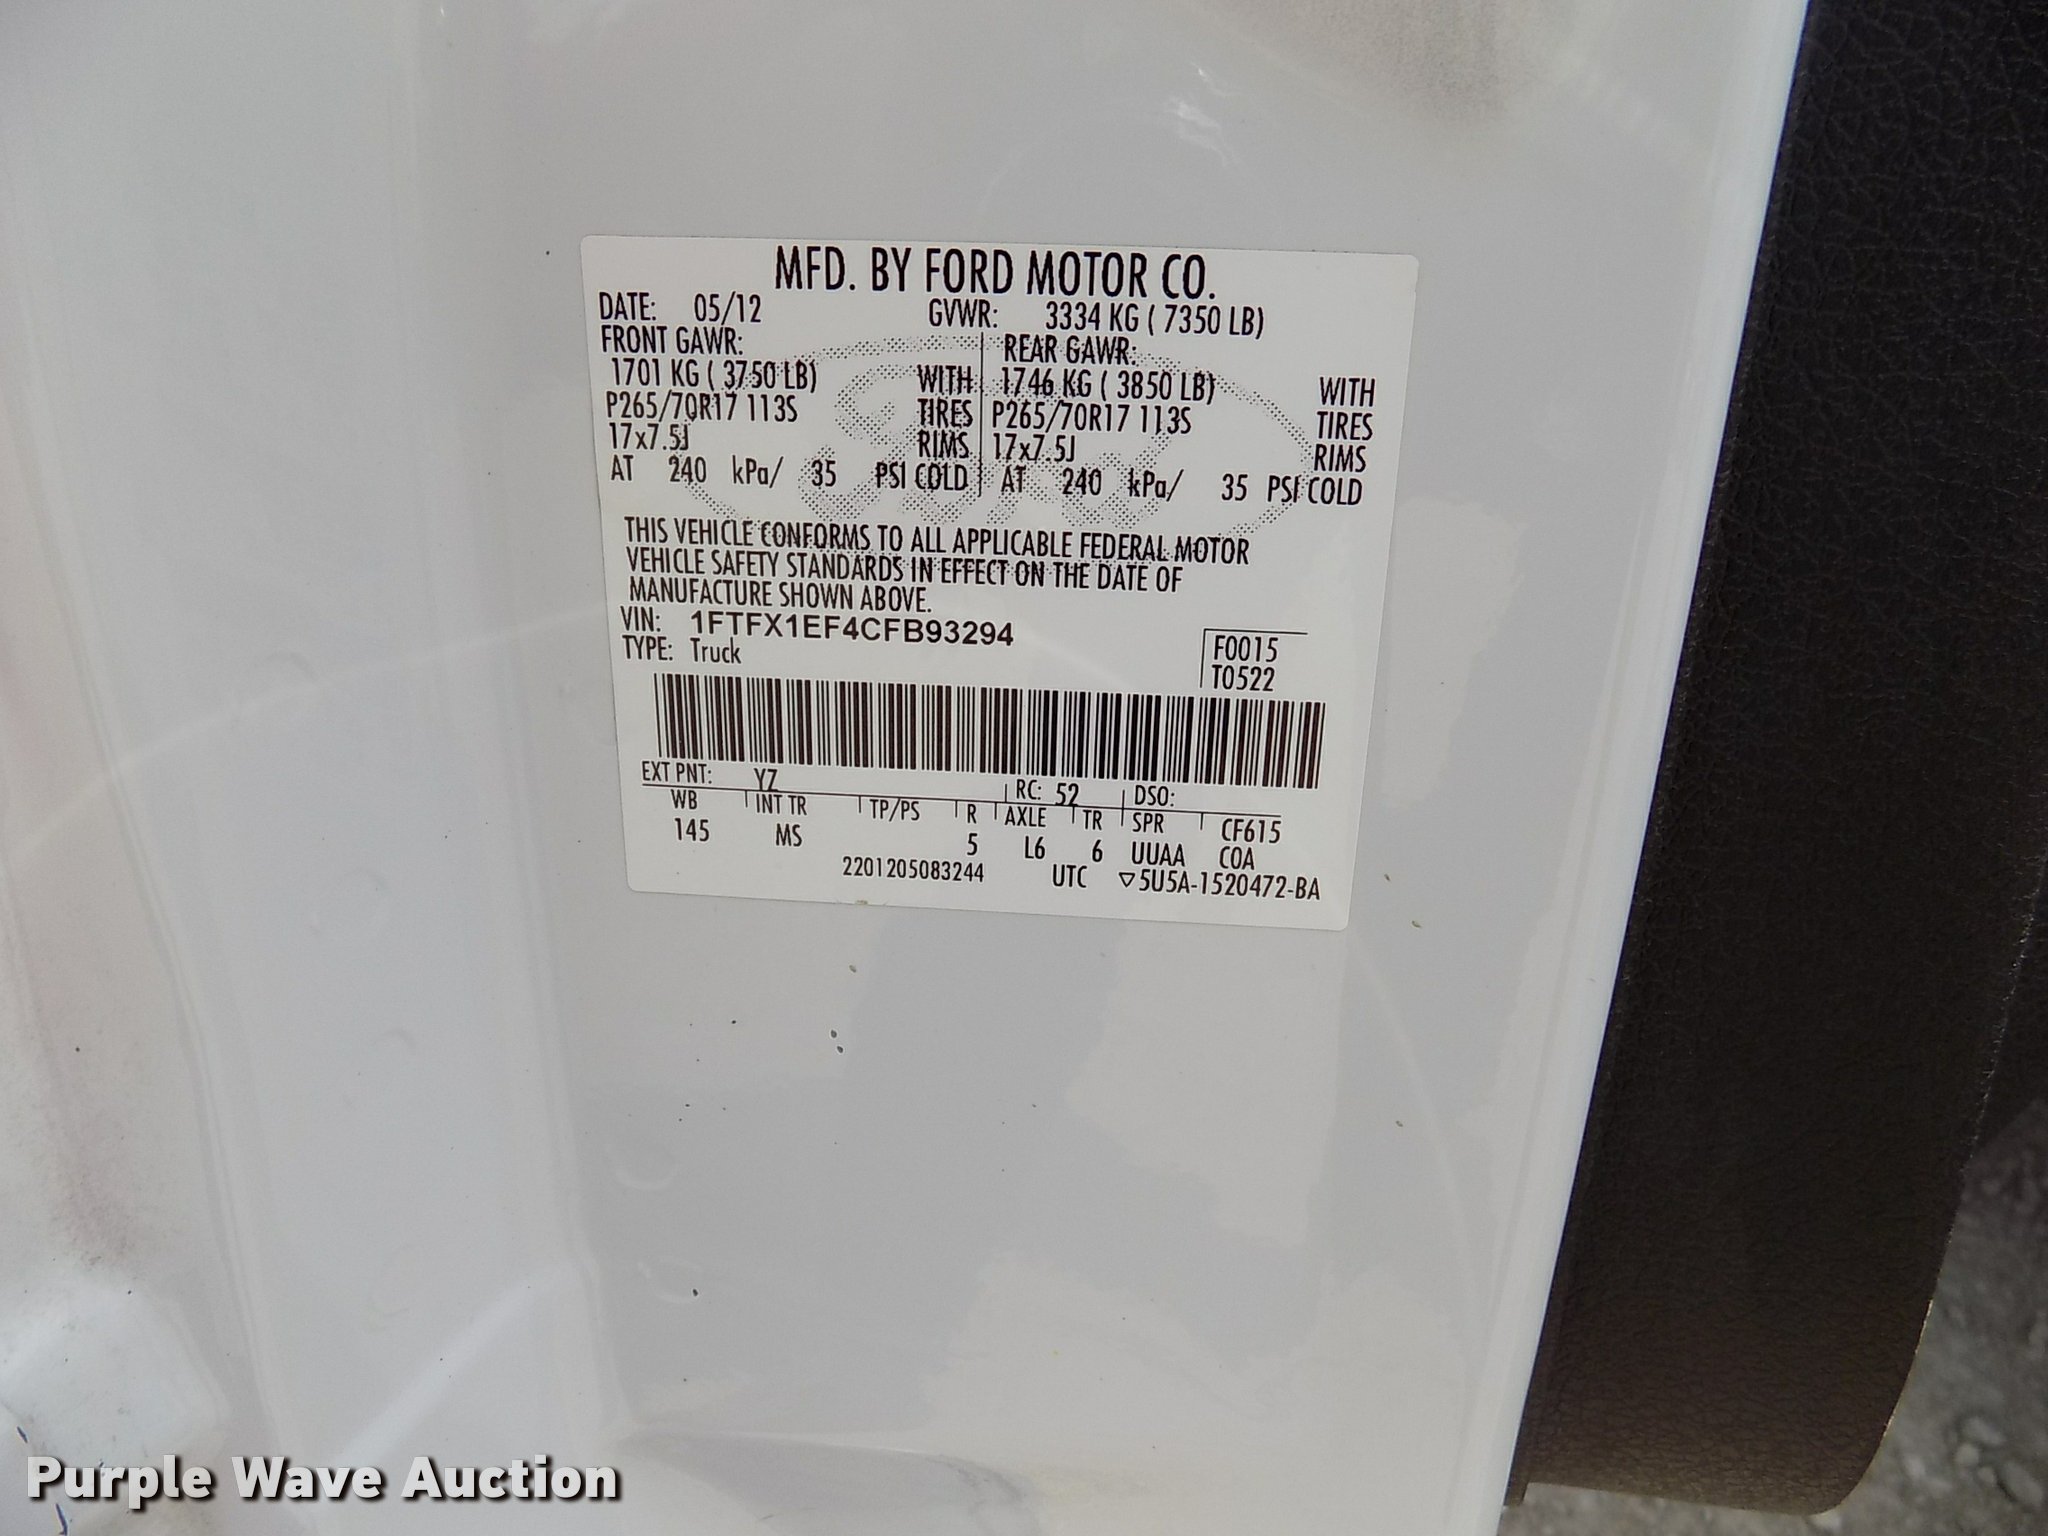 MFD. BY FORD MOTOR CO.
DATE: 05/12 GVWR: 3334 KG ( 7350 LB)
FRONT GAWR: REAR GAWR:
1701 KG ( 3750 LB) WITH 1746 KG ( 3850 LB) WITH
P265/70R17 113S TIRES P265/70R17 113S TIRES
17x7.5J RIMS 17x7.5J RIMS
AT 240 kPa/ 35 PSI COLD AT 240 kPa/ 35 PSI COLD
THIS VEHICLE CONFORMS TO ALL APPLICABLE FEDERAL MOTOR
VEHICLE SAFETY STANDARDS IN EFFECT ON THE DATE OF
MANUFACTURE SHOWN ABOVE.
VIN: 1FTFX1EF4CFB93294
TYPE: Truck
F0015
T0522
EXT PNT: YZ RC: 52 DSO:
WB INT TR TP/PS R AXLE TR SPR CF615
145 MS 5 L6 6 UUAA COA
2201205083244 UTC ▽5U5A-1520472-BA
Purple Wave Auction